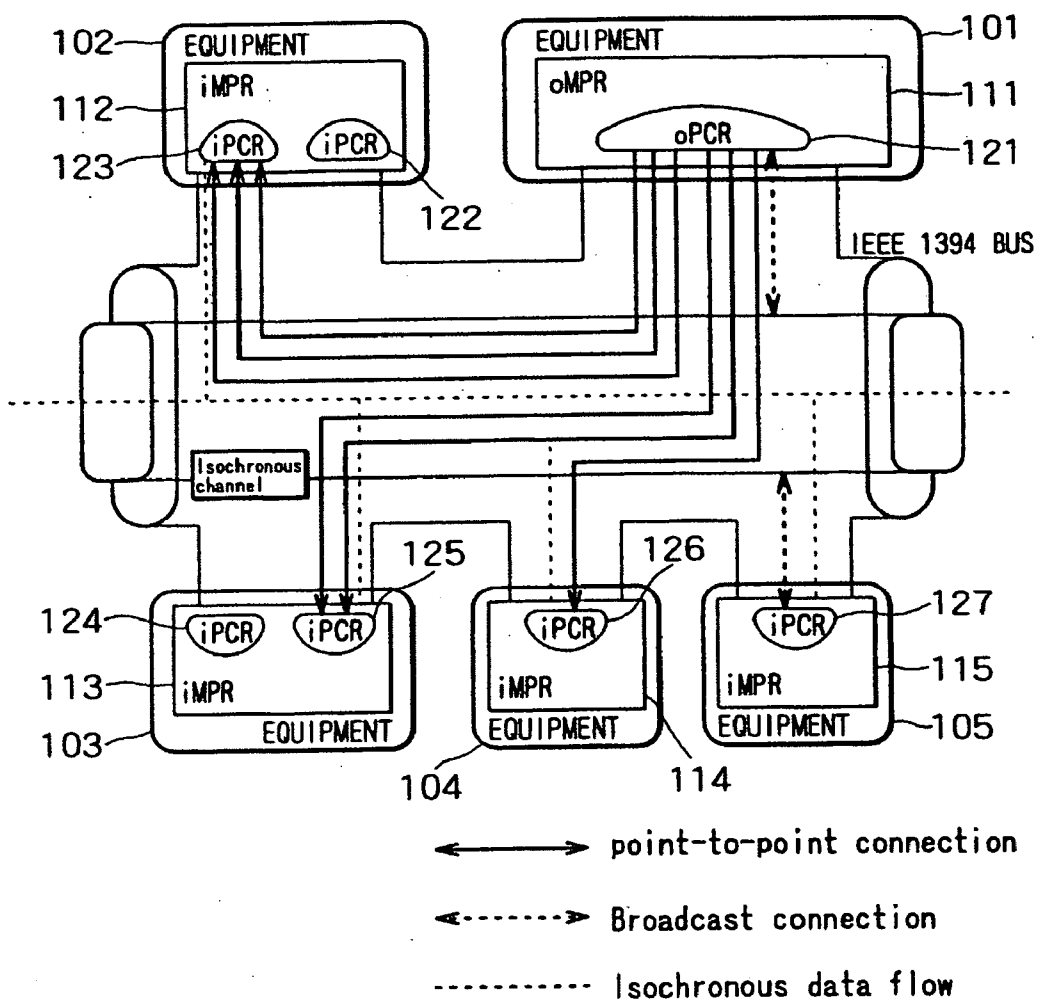 102
EQUIPMENT
iMPR
112
iPCR
iPCR
123
122
EQUIPMENT
101
oMPR
111
oPCR
121
IEEE 1394 BUS
Isochronous
channel
125
126
124
iPCR
iPCR
iPCR
iPCR
127
113
iMPR
iMPR
iMPR
115
103
EQUIPMENT
EQUIPMENT
EQUIPMENT
105
104
114
point-to-point connection
Broadcast connection
Isochronous data flow